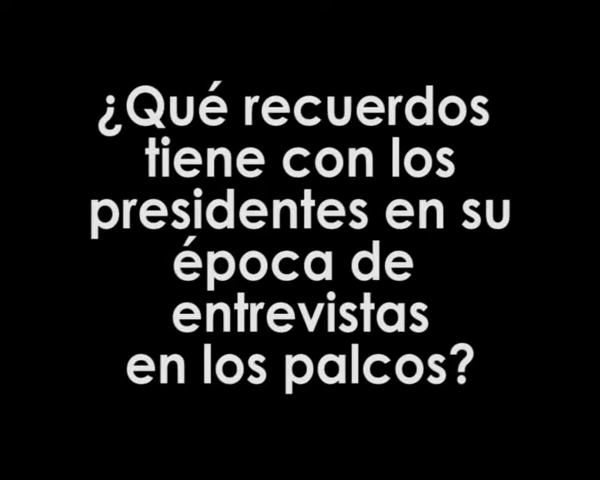 ¿Qué recuerdos
tiene con los
presidentes en su
época de
entrevistas
en los palcos?